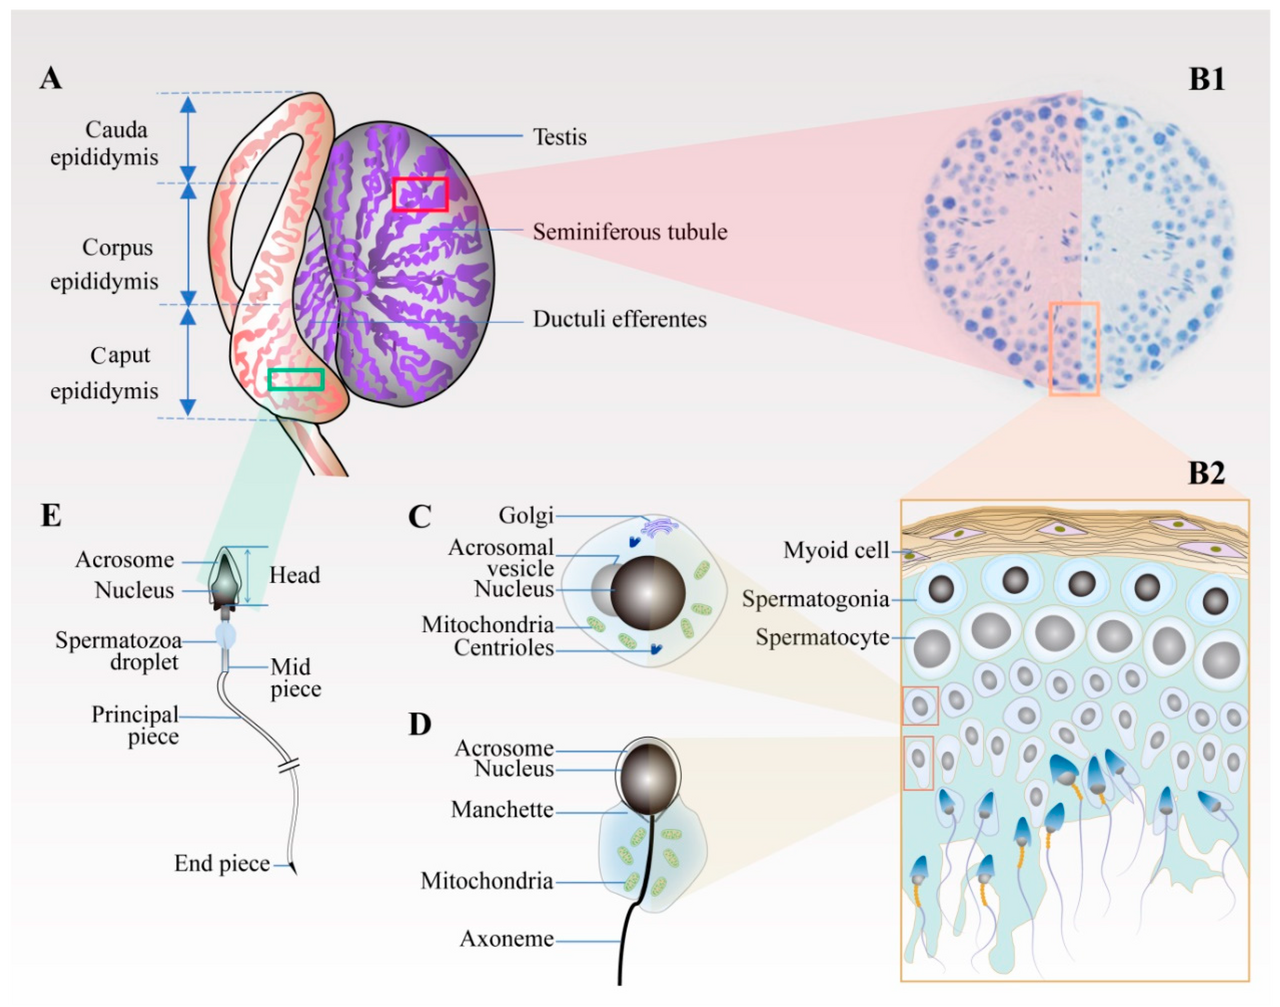 A
B1
Cauda
epididymis
Testis
Corpus
epididymis
Seminiferous tubule
Ductuli efferentes
Caput
epididymis
B2
E
C
Golgi
Acrosomal
vesicle
Nucleus
Mitochondria
Centrioles
Myoid cell
Spermatogonia
Spermatocyte
Acrosome
Nucleus
Head
Spermatozoa
droplet
Mid
piece
Principal
piece
End piece
D
Acrosome
Nucleus
Manchette
Mitochondria
Axoneme